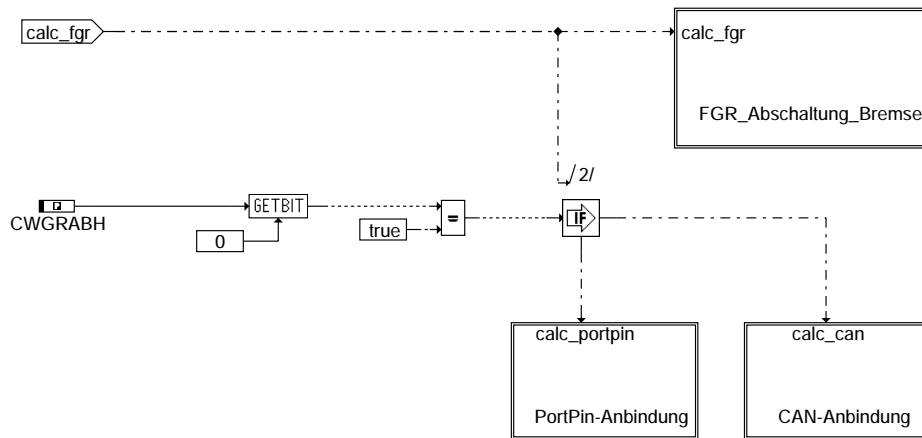 calc_fgr
calc_fgr
FGR_Abschaltung_Bremse
/2/
CWGRABH
GETBIT
0
true
=
IF
calc_portpin
PortPin-Anbindung
calc_can
CAN-Anbindung